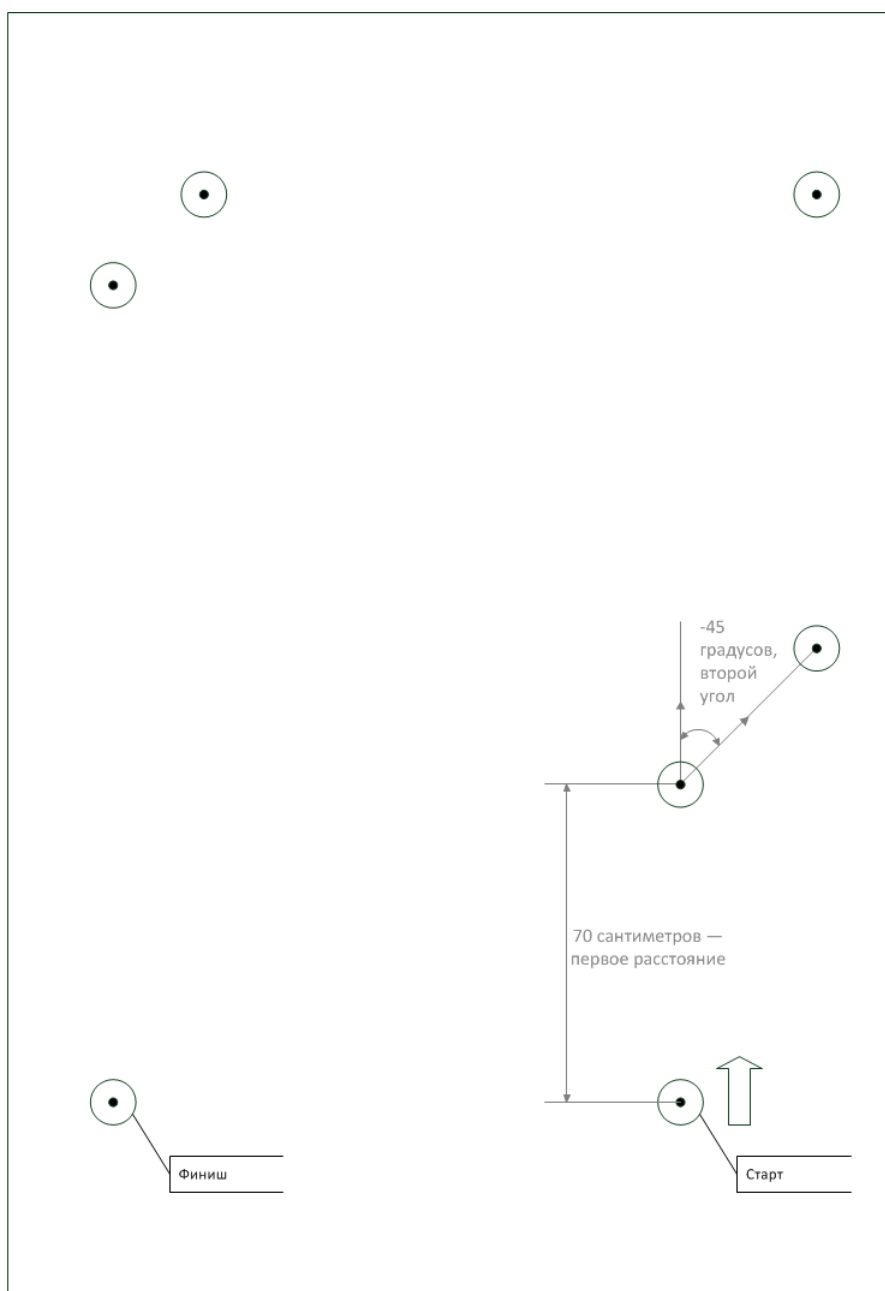 -45
градусов,
второй
угол
70 сантиметров —
первое расстояние
Финиш
Старт